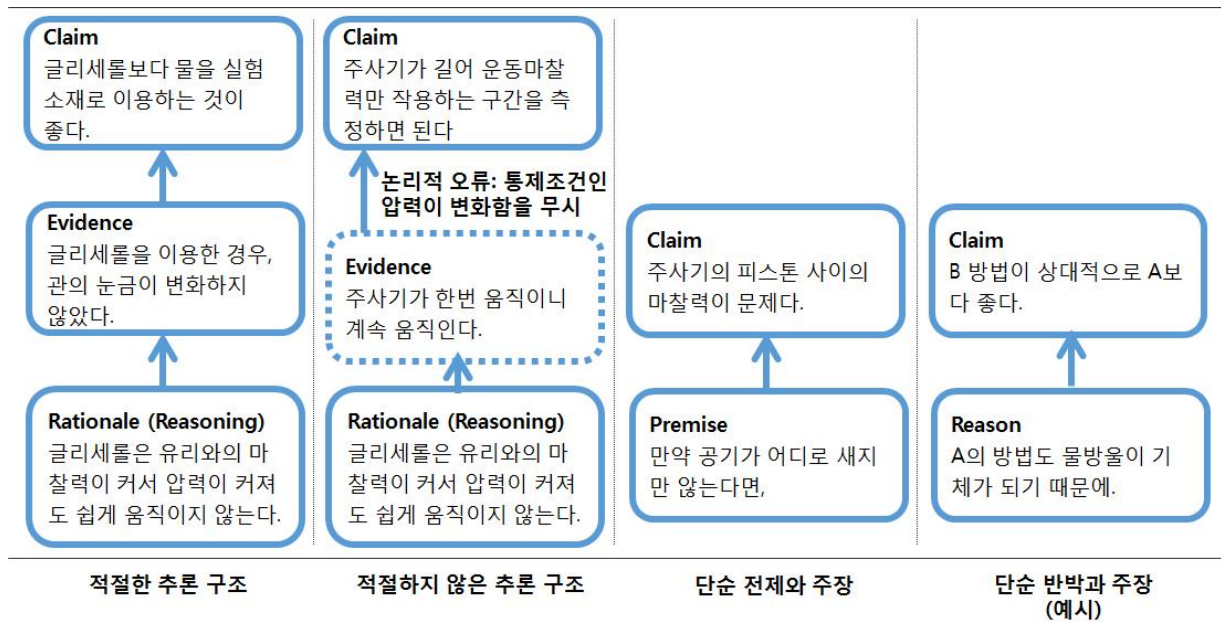 Claim
글리세롤보다 물을 실험
소재로 이용하는 것이
좋다.
Evidence
글리세롤을 이용한 경우,
관의 눈금이 변화하지
않았다.
Rationale (Reasoning)
글리세롤은 유리와의 마
찰력이 커서 압력이 커져
도 쉽게 움직이지 않는다.
적절한 추론 구조
Claim
주사기가 길어 운동마찰
력만 작용하는 구간을 측
정하면 된다
논리적 오류: 통제조건인
압력이 변화함을 무시
Evidence
주사기가 한번 움직이니
계속 움직인다.
Rationale (Reasoning)
글리세롤은 유리와의 마
찰력이 커서 압력이 커져
도 쉽게 움직이지 않는다.
적절하지 않은 추론 구조
Claim
주사기의 피스톤 사이의
마찰력이 문제다.
Premise
만약 공기가 어디로 새지
만 않는다면,
단순 전제와 주장
Claim
B 방법이 상대적으로 A보
다 좋다.
Reason
A의 방법도 물방울이 기
체가 되기 때문에.
단순 반박과 주장
(예시)